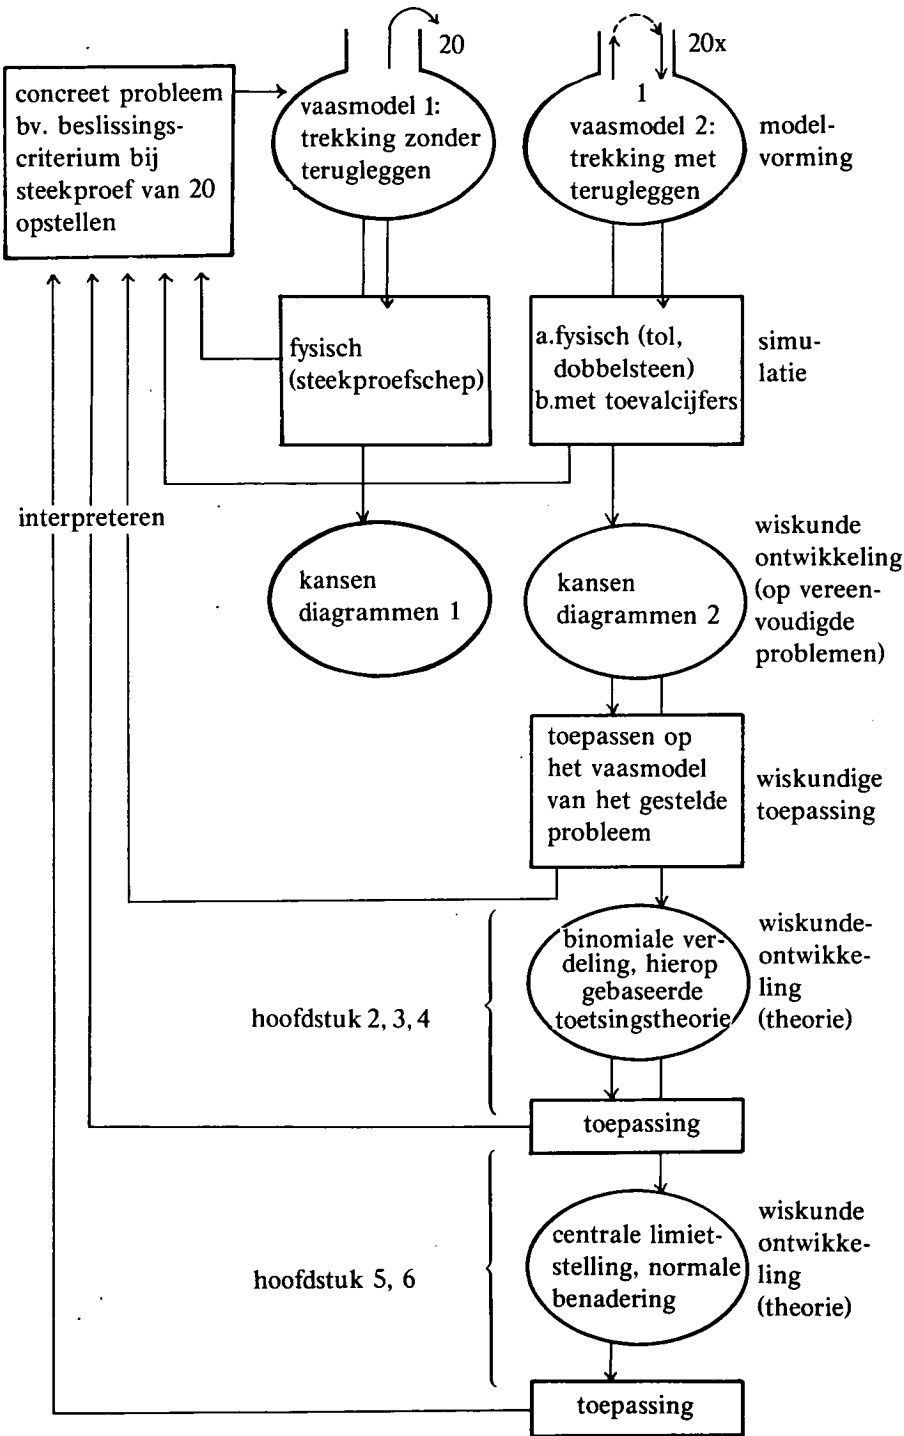 20
20x
concreet probleem
bv. beslissings-
criterium bij
steekproef van 20
opstellen
vaasmodel 1:
trekking zonder
terugleggen
1
vaasmodel 2:
trekking met
terugleggen
model-
vorming
fysisch
(steekproefschep)
a.fysisch (tol,
dobbelsteen)
b.met toevalcijfers
simu-
latie
interpreteren
kansen
diagrammen 1
kansen
diagrammen 2
wiskunde
ontwikkeling
(op vereen-
voudigde
problemen)
toepassen op
het vaasmodel
van het gestelde
probleem
wiskundige
toepassing
hoofdstuk 2, 3, 4
binomiale ver-
deling, hierop
gebaseerde
toetsingstheorie
wiskunde-
ontwikke-
ling
(theorie)
toepassing
hoofdstuk 5, 6
centrale limiet-
stelling, normale
benadering
wiskunde
ontwikke-
ling
(theorie)
toepassing